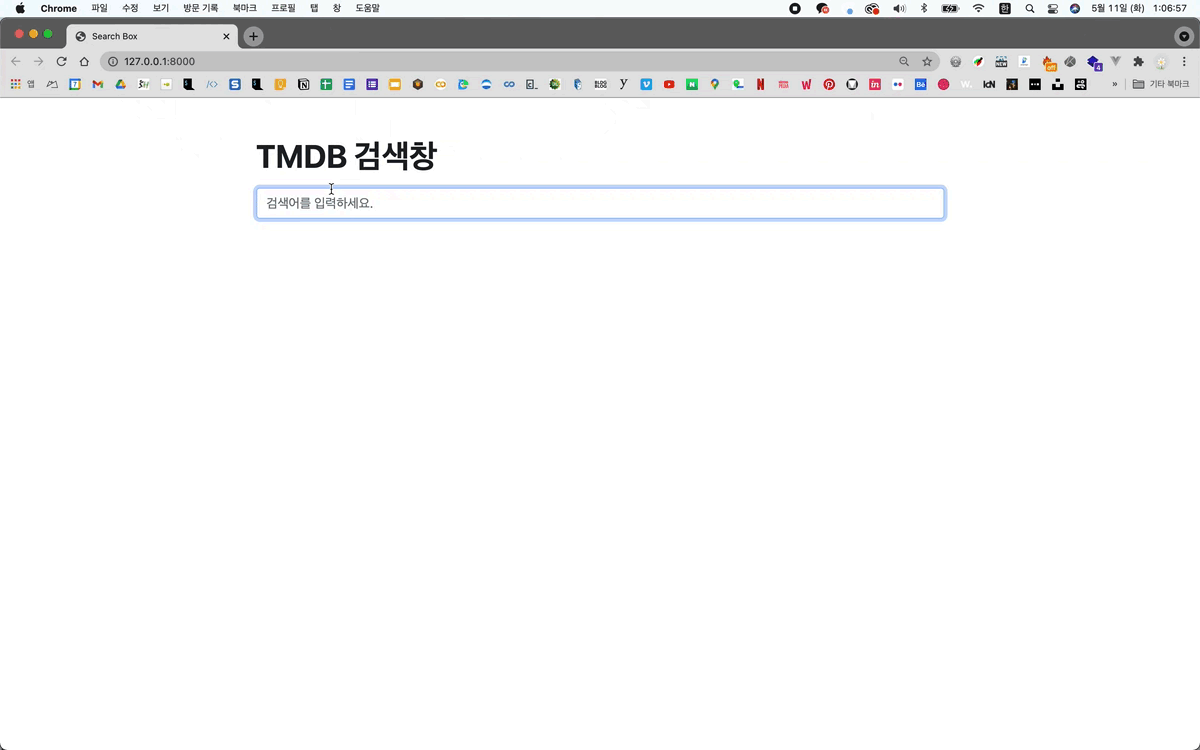 Chrome 파일 수정 보기 방문 기록 북마크 프로필 탭 창 도움말 한 5월 11일 (화) 1:06:57
Search Box
127.0.0.1:8000
앱 기타 북마크
TMDB 검색창
검색어를 입력하세요.